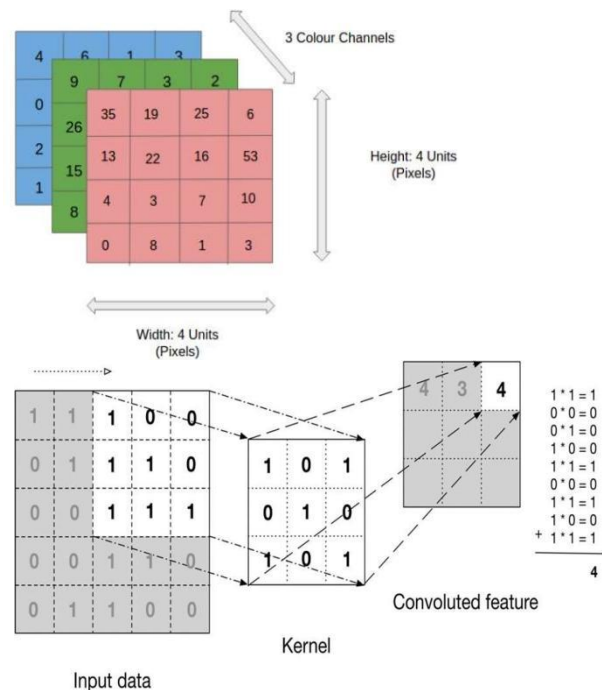 3 Colour Channels
4 6 1 3
0
2
1
9 7 3 2
26
15
8
35 19 25 6
13 22 16 53
4 3 7 10
0 8 1 3
Height: 4 Units
(Pixels)
Width: 4 Units
(Pixels)
1 1 1 0 0
0 1 1 1 0
0 0 1 1 1
0 0 1 1 0
0 1 1 0 0
Input data
1 0 1
0 1 0
1 0 1
Kernel
4 3 4
Convoluted feature
1 * 1 = 1
0 * 0 = 0
0 * 1 = 0
1 * 0 = 0
1 * 1 = 1
0 * 0 = 0
1 * 1 = 1
1 * 0 = 0
+ 1 * 1 = 1
4